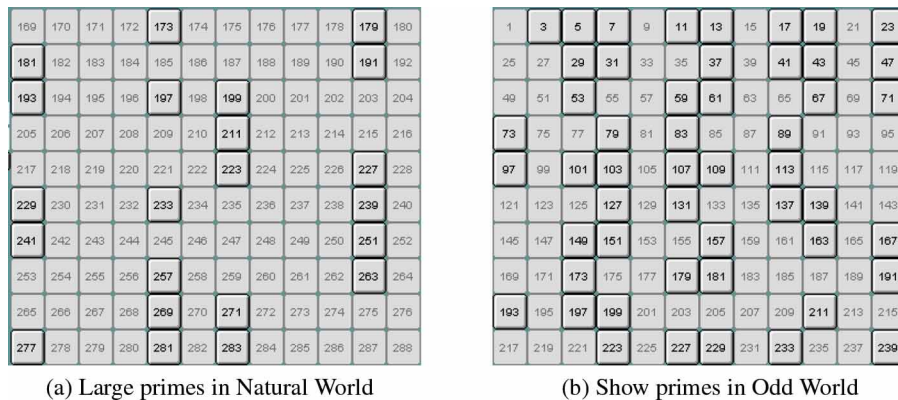 169 170 171 172 173 174 175 176 177 178 179 180
181 182 183 184 185 186 187 188 189 190 191 192
193 194 195 196 197 198 199 200 201 202 203 204
205 206 207 208 209 210 211 212 213 214 215 216
217 218 219 220 221 222 223 224 225 226 227 228
229 230 231 232 233 234 235 236 237 238 239 240
241 242 243 244 245 246 247 248 249 250 251 252
253 254 255 256 257 258 259 260 261 262 263 264
265 266 267 268 269 270 271 272 273 274 275 276
277 278 279 280 281 282 283 284 285 286 287 288
(a) Large primes in Natural World
1 3 5 7 9 11 13 15 17 19 21 23
25 27 29 31 33 35 37 39 41 43 45 47
49 51 53 55 57 59 61 63 65 67 69 71
73 75 77 79 81 83 85 87 89 91 93 95
97 99 101 103 105 107 109 111 113 115 117 119
121 123 125 127 129 131 133 135 137 139 141 143
145 147 149 151 153 155 157 159 161 163 165 167
169 171 173 175 177 179 181 183 185 187 189 191
193 195 197 199 201 203 205 207 209 211 213 215
217 219 221 223 225 227 229 231 233 235 237 239
(b) Show primes in Odd World